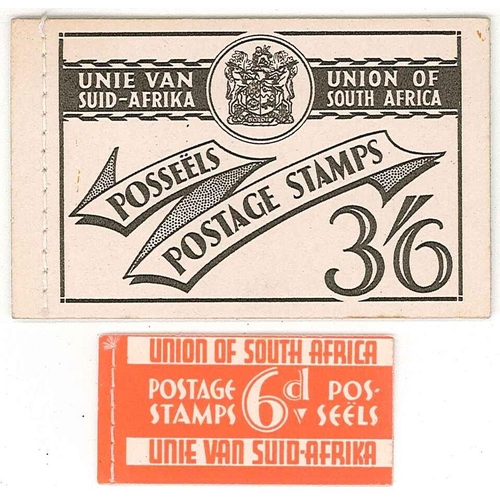 UNIE VAN
SUID-AFRIKA
UNION OF
SOUTH AFRICA
POSSEËLS
POSTAGE STAMPS
3/6
UNION OF SOUTH AFRICA
POSTAGE
STAMPS
6d
POS-
SEËLS
UNIE VAN SUID-AFRIKA